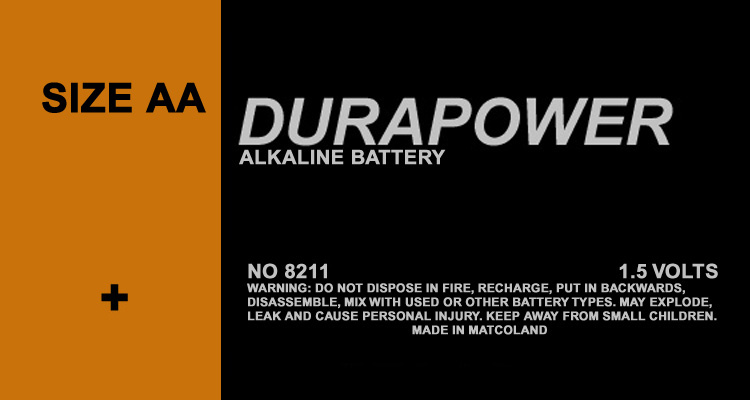 SIZE AA
DURAPOWER
ALKALINE BATTERY
+
NO 8211 1.5 VOLTS
WARNING: DO NOT DISPOSE IN FIRE, RECHARGE, PUT IN BACKWARDS,
DISASSEMBLE, MIX WITH USED OR OTHER BATTERY TYPES. MAY EXPLODE,
LEAK AND CAUSE PERSONAL INJURY. KEEP AWAY FROM SMALL CHILDREN.
MADE IN MATCOLAND